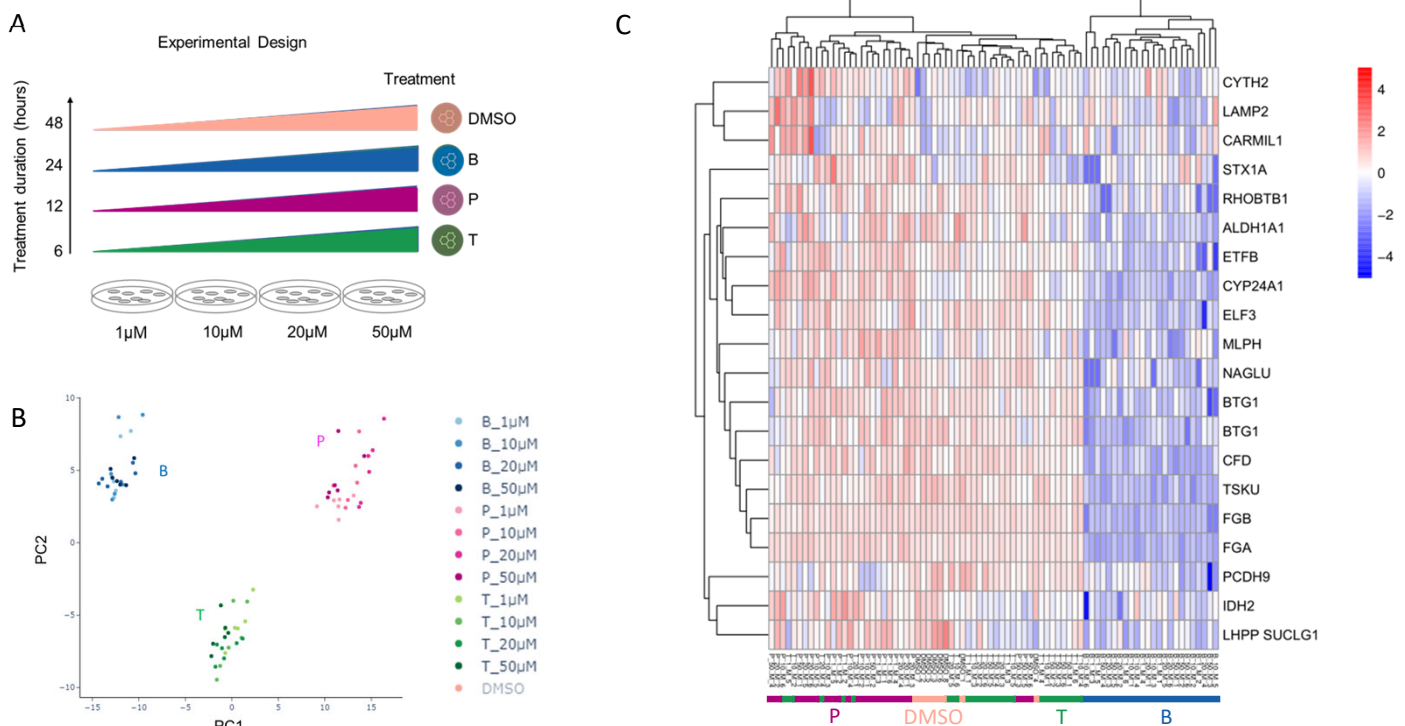 A
Experimental Design
Treatment
Treatment duration (hours)
48
DMSO
24
B
12
P
6
T
1µM
10µM
20µM
50µM
B
10
5
0
−5
−10
PC2
−15
−10
−5
0
5
10
15
PC1
B
P
T
B_1µM
B_10µM
B_20µM
B_50µM
P_1µM
P_10µM
P_20µM
P_50µM
T_1µM
T_10µM
T_20µM
T_50µM
DMSO
C
CYTH2
LAMP2
CARMIL1
STX1A
RHOBTB1
ALDH1A1
ETFB
CYP24A1
ELF3
MLPH
NAGLU
BTG1
BTG1
CFD
TSKU
FGB
FGA
PCDH9
IDH2
LHPP SUCLG1
4
2
0
−2
−4
P
DMSO
T
B